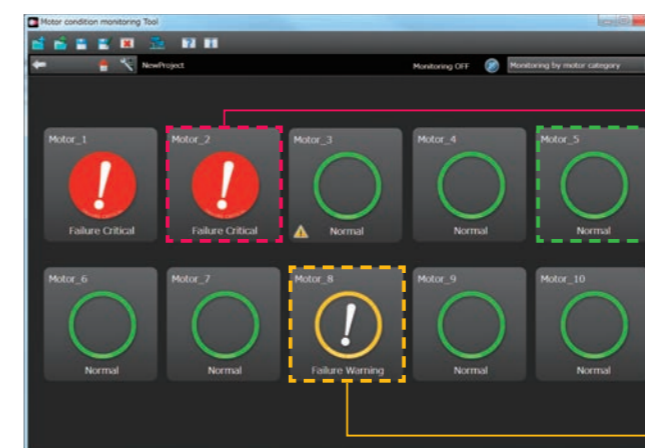 Motor condition monitoring Tool
NewProject Monitoring OFF Monitoring by motor category
Motor_1 Motor_2 Motor_3 Motor_4 Motor_5
Failure Critical Failure Critical Normal Normal Normal
Motor_6 Motor_7 Motor_8 Motor_9 Motor_10
Normal Normal Failure Warning Normal Normal